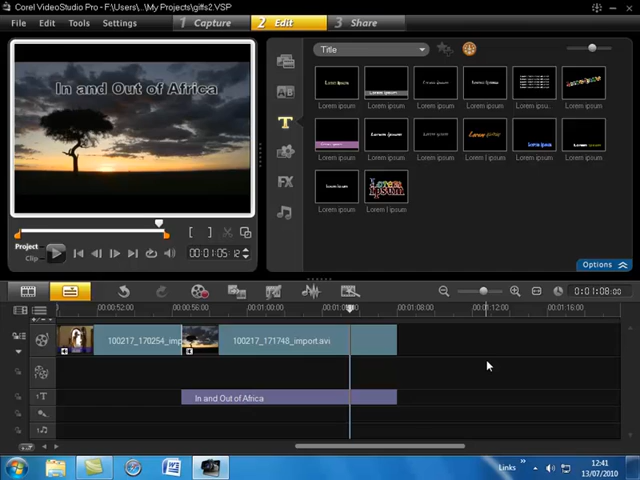 Corel VideoStudio Pro - F:\Users\...\My Projects\giffs2.VSP
File Edit Tools Settings 1 Capture 2 Edit 3 Share
In and Out of Africa
Title
Lorem ipsum Lorem ipsum Lorem ipsum Lorem ipsum Lorem ipsu. Lorem ipsum
Lorem ipsum Lorem ipsum Lorem ipsum Lorem l ipsum Lorem ipsum Lorem ipsum
Lorem ipsum Lorem l ipsum
Project
Clip
00:01:05:12
Options
0:01:08:00
00:00:52:00 00:00:56:00 00:01:00:00 00:01:08:00 00:01:12:00 00:01:16:00
100217_170254_imp 100217_171748_import.avi
In and Out of Africa
Links
12:41
13/07/2010